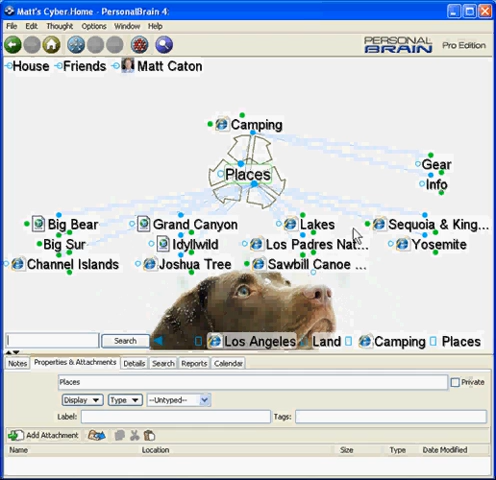 Matt's Cyber Home - PersonalBrain 4:
File Edit Thought Options Window Help
PERSONAL BRAIN Pro Edition
House Friends Matt Caton
Camping
Gear
Places
Info
Big Bear Grand Canyon Lakes Sequoia & King...
Big Sur Idyllwild Los Padres Nat... Yosemite
Channel Islands Joshua Tree Sawbill Canoe ...
Search Los Angeles Land Camping Places
Notes Properties & Attachments Details Search Reports Calendar
Places Private
Display Type --Untyped--
Label: Tags:
Add Attachment
Name Location Size Type Date Modified